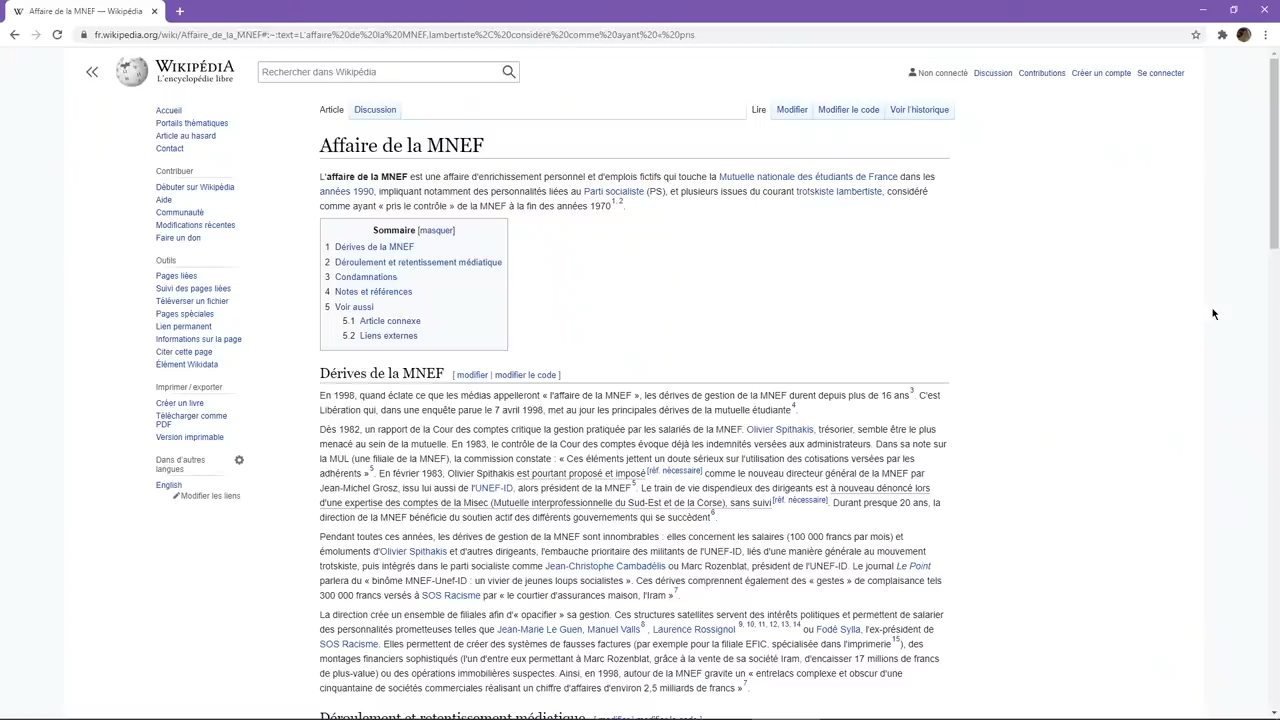 Affaire de la MNEF — Wikipédia
fr.wikipedia.org/wiki/Affaire_de_la_MNEF#:~:text=L'affaire%20de%20la%20MNEF,lambertiste%2C%20considéré%20comme%20ayant%20«%20pris
WIKIPÉDIA
L'encyclopédie libre
Rechercher dans Wikipédia
Non connecté Discussion Contributions Créer un compte Se connecter
Accueil
Portails thématiques
Article au hasard
Contact
Contribuer
Débuter sur Wikipédia
Aide
Communauté
Modifications récentes
Faire un don
Outils
Pages liées
Suivi des pages liées
Téléverser un fichier
Pages spéciales
Lien permanent
Informations sur la page
Citer cette page
Élément Wikidata
Imprimer / exporter
Créer un livre
Télécharger comme
PDF
Version imprimable
Dans d'autres
langues
English
Modifier les liens
Article Discussion Lire Modifier Modifier le code Voir l'historique
Affaire de la MNEF
L'affaire de la MNEF est une affaire d'enrichissement personnel et d'emplois fictifs qui touche la Mutuelle nationale des étudiants de France dans les
années 1990, impliquant notamment des personnalités liées au Parti socialiste (PS), et plusieurs issues du courant trotskiste lambertiste, considéré
comme ayant « pris le contrôle » de la MNEF à la fin des années 1970 1, 2.
Sommaire [masquer]
1 Dérives de la MNEF
2 Déroulement et retentissement médiatique
3 Condamnations
4 Notes et références
5 Voir aussi
5.1 Article connexe
5.2 Liens externes
Dérives de la MNEF [ modifier | modifier le code ]
En 1998, quand éclate ce que les médias appelleront « l'affaire de la MNEF », les dérives de gestion de la MNEF durent depuis plus de 16 ans 3. C'est
Libération qui, dans une enquête parue le 7 avril 1998, met au jour les principales dérives de la mutuelle étudiante 4.
Dès 1982, un rapport de la Cour des comptes critique la gestion pratiquée par les salariés de la MNEF. Olivier Spithakis, trésorier, semble être le plus
menacé au sein de la mutuelle. En 1983, le contrôle de la Cour des comptes évoque déjà les indemnités versées aux administrateurs. Dans sa note sur
la MUL (une filiale de la MNEF), la commission constate : « Ces éléments jettent un doute sérieux sur l'utilisation des cotisations versées par les
adhérents » 5. En février 1983, Olivier Spithakis est pourtant proposé et imposé [réf. nécessaire] comme le nouveau directeur général de la MNEF par
Jean-Michel Grosz, issu lui aussi de l'UNEF-ID, alors président de la MNEF 5. Le train de vie dispendieux des dirigeants est à nouveau dénoncé lors
d'une expertise des comptes de la Misec (Mutuelle interprofessionnelle du Sud-Est et de la Corse), sans suivi [réf. nécessaire]. Durant presque 20 ans, la
direction de la MNEF bénéficie du soutien actif des différents gouvernements qui se succèdent 6.
Pendant toutes ces années, les dérives de gestion de la MNEF sont innombrables : elles concernent les salaires (100 000 francs par mois) et
émoluments d'Olivier Spithakis et d'autres dirigeants, l'embauche prioritaire des militants de l'UNEF-ID, liés d'une manière générale au mouvement
trotskiste, puis intégrés dans le parti socialiste comme Jean-Christophe Cambadélis ou Marc Rozenblat, président de l'UNEF-ID. Le journal Le Point
parlera du « binôme MNEF-Unef-ID : un vivier de jeunes loups socialistes ». Ces dérives comprennent également des « gestes » de complaisance tels
300 000 francs versés à SOS Racisme par « le courtier d'assurances maison, l'Iram » 7.
La direction crée un ensemble de filiales afin d'« opacifier » sa gestion. Ces structures satellites servent des intérêts politiques et permettent de salarier
des personnalités prometteuses telles que Jean-Marie Le Guen, Manuel Valls 8 , Laurence Rossignol 9, 10, 11, 12, 13, 14 ou Fodé Sylla, l'ex-président de
SOS Racisme. Elles permettent de créer des systèmes de fausses factures (par exemple pour la filiale EFIC, spécialisée dans l'imprimerie 15), des
montages financiers sophistiqués (l'un d'entre eux permettant à Marc Rozenblat, grâce à la vente de sa société Iram, d'encaisser 17 millions de francs
de plus-value) ou des opérations immobilières suspectes. Ainsi, en 1998, autour de la MNEF gravite un « entrelacs complexe et obscur d'une
cinquantaine de sociétés commerciales réalisant un chiffre d'affaires d'environ 2,5 milliards de francs » 7.
Déroulement et retentissement médiatique [ modifier | modifier le code ]